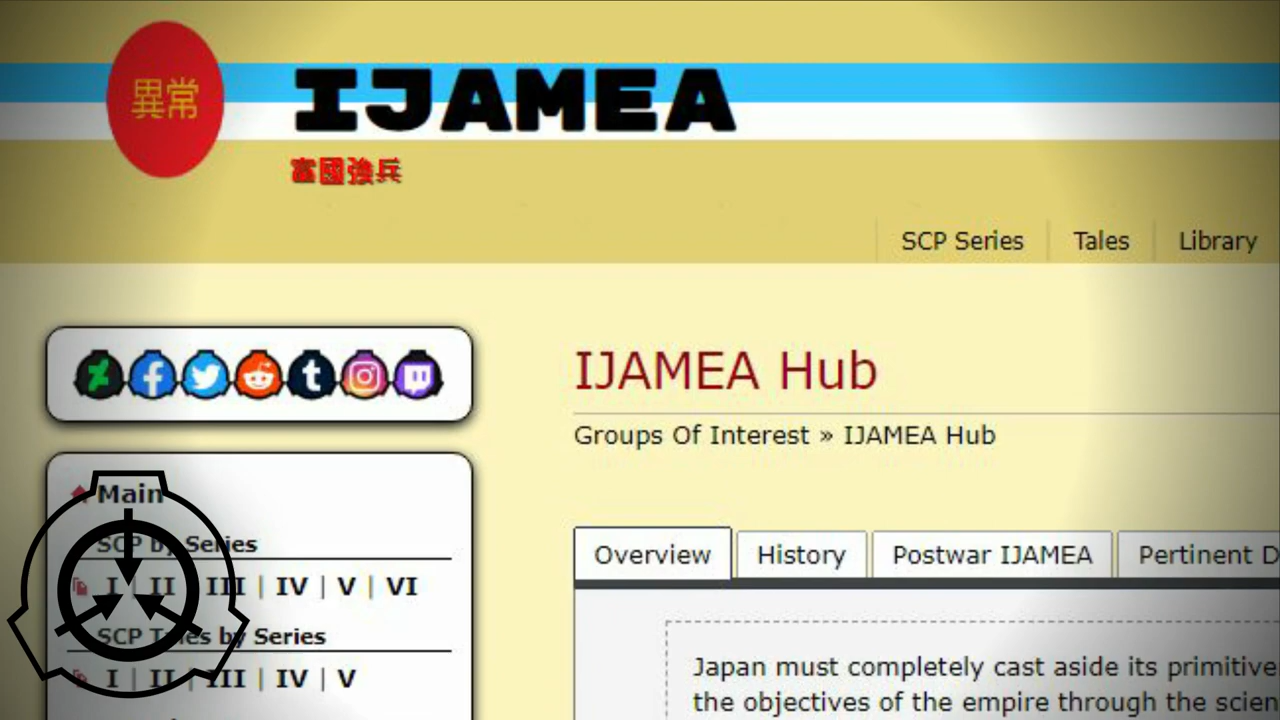 異常
IJAMEA
富國強兵
SCP Series
Tales
Library
IJAMEA Hub
Groups Of Interest » IJAMEA Hub
Main
SCP by Series
I | II | III | IV | V | VI
SCP Tales by Series
I | II | III | IV | V
Overview
History
Postwar IJAMEA
Pertinent D
Japan must completely cast aside its primitive
the objectives of the empire through the scien